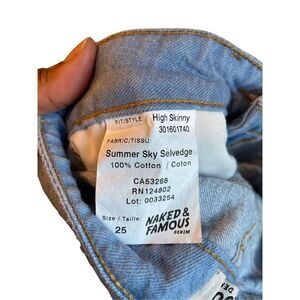 FIT/STYLE: High Skinny
301601740
FABRIC/TISSU:
Summer Sky Selvedge
100% Cotton / Coton
CA53268
RN124802
Lot: 0033254
Size / Taille:
25
NAKED &
FAMOUS
DENIM